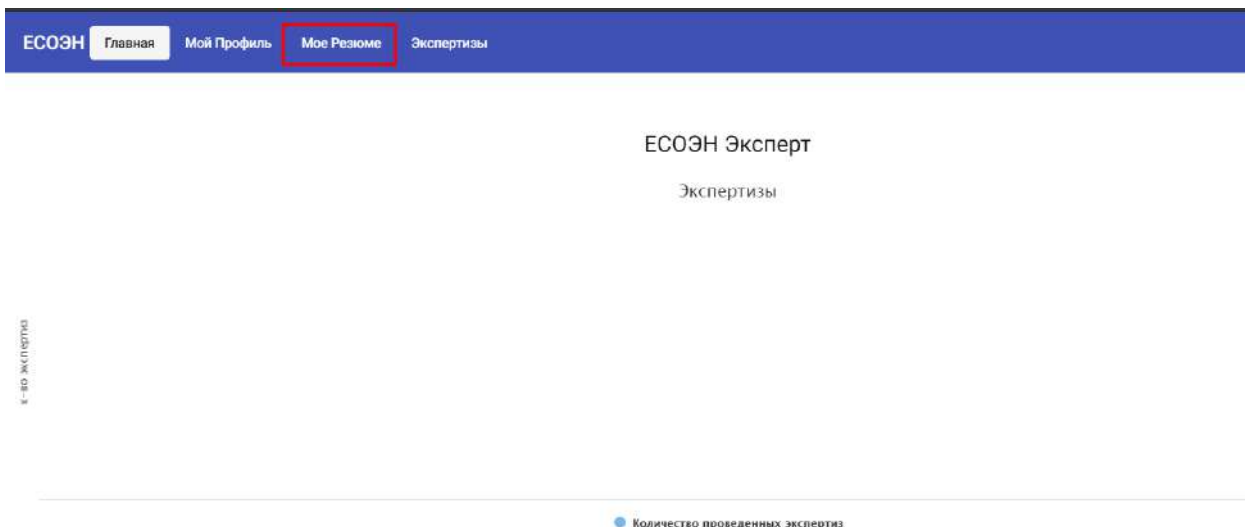 ЕСОЭН Главная Мой Профиль Мое Резюме Экспертизы
ЕСОЭН Эксперт
Экспертизы
к-во экспертиз
Количество проведенных экспертиз